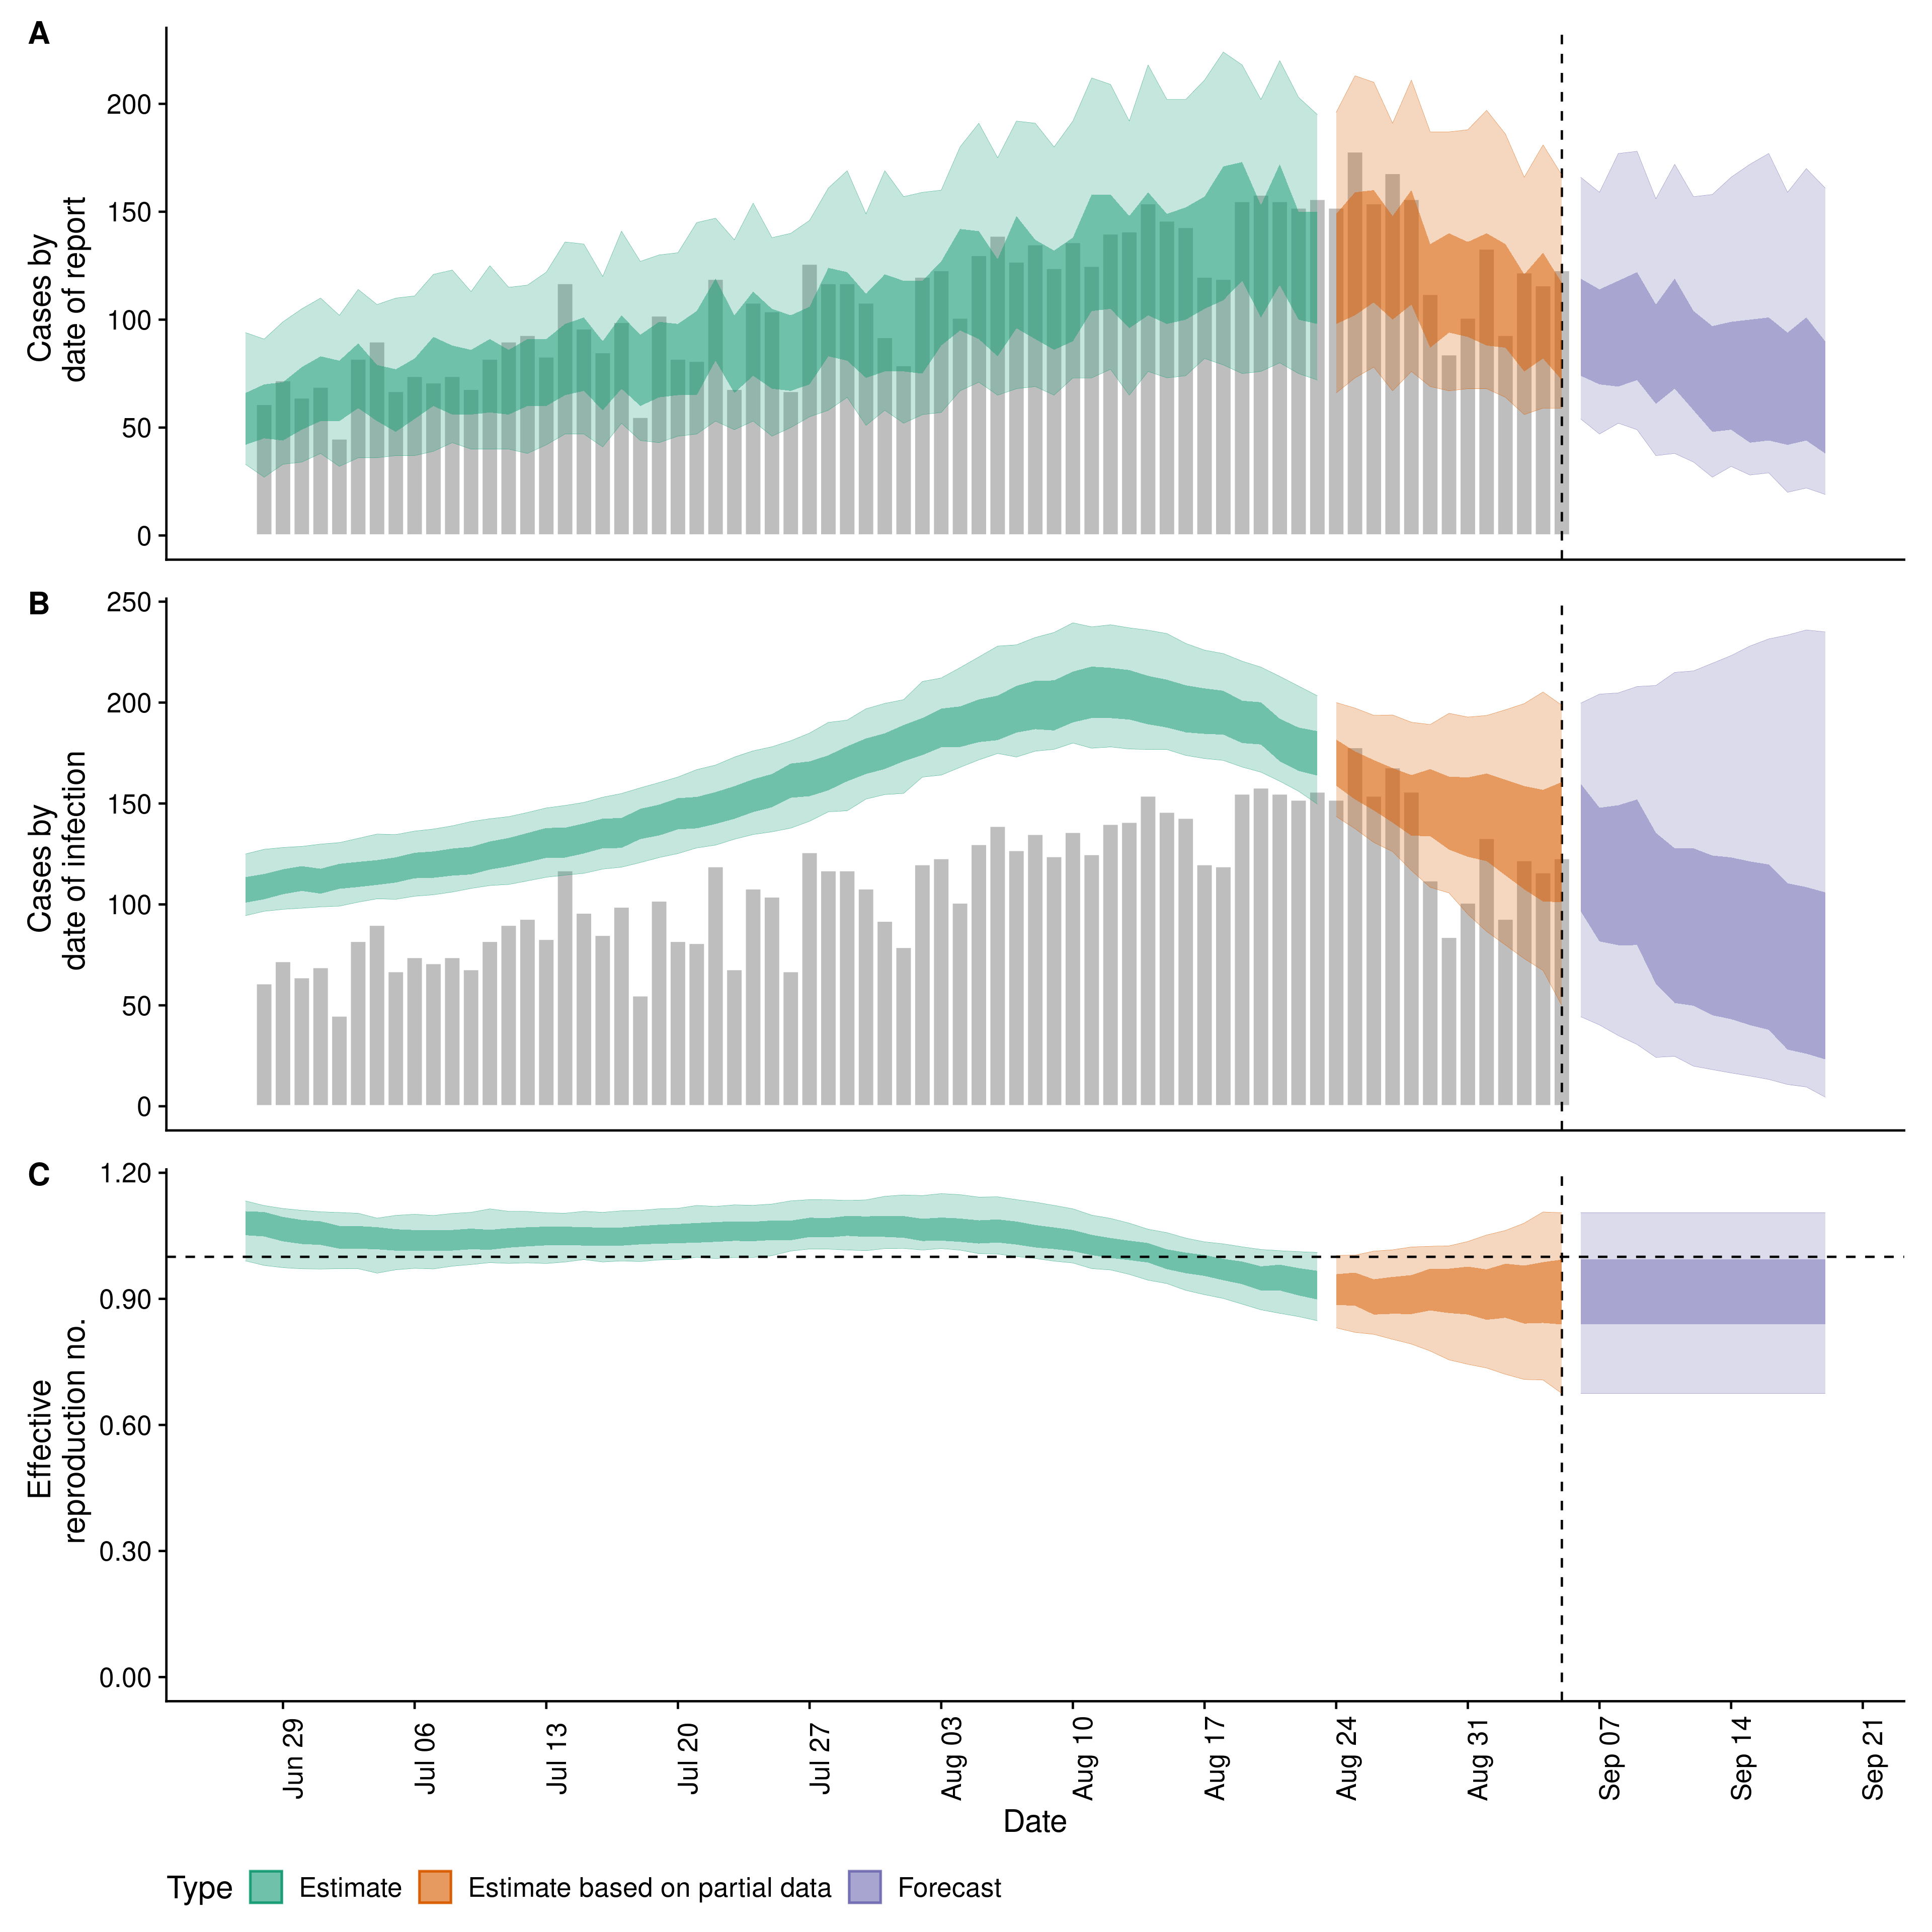 A
Cases by
date of report
200
150
100
50
0
B
Cases by
date of infection
250
200
150
100
50
0
C
Effective
reproduction no.
1.20
0.90
0.60
0.30
0.00
Jun 29
Jul 06
Jul 13
Jul 20
Jul 27
Aug 03
Aug 10
Aug 17
Aug 24
Aug 31
Sep 07
Sep 14
Sep 21
Date
Type Estimate Estimate based on partial data Forecast